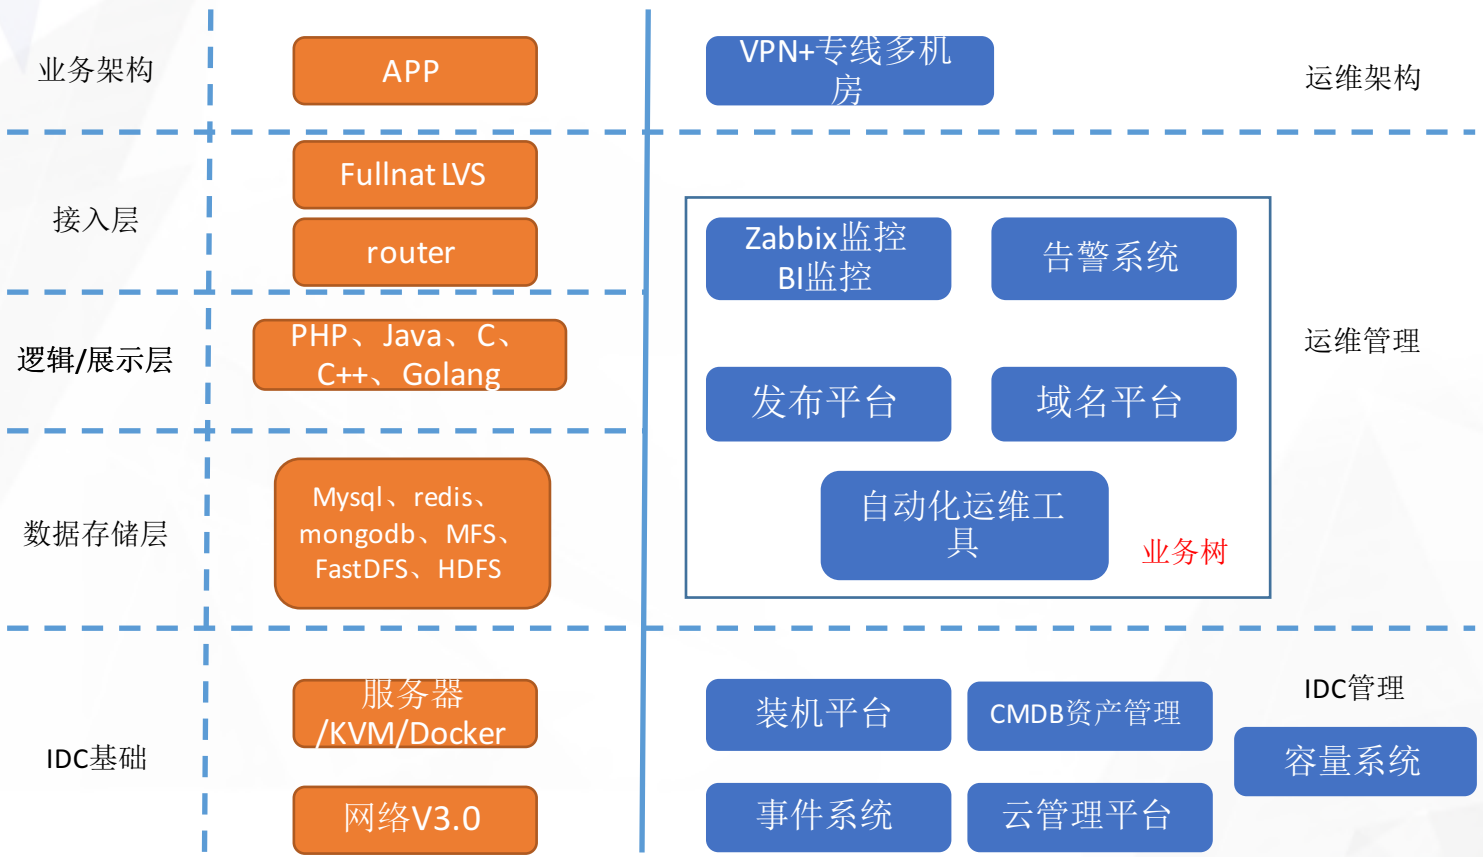 业务架构
APP
VPN+专线多机
房
运维架构
接入层
Fullnat LVS
router
Zabbix监控
BI监控
告警系统
运维管理
逻辑/展示层
PHP、Java、C、
C++、Golang
发布平台
域名平台
数据存储层
Mysql、redis、
mongodb、MFS、
FastDFS、HDFS
自动化运维工
具
业务树
IDC基础
服务器
/KVM/Docker
网络V3.0
装机平台
CMDB资产管理
IDC管理
容量系统
事件系统
云管理平台